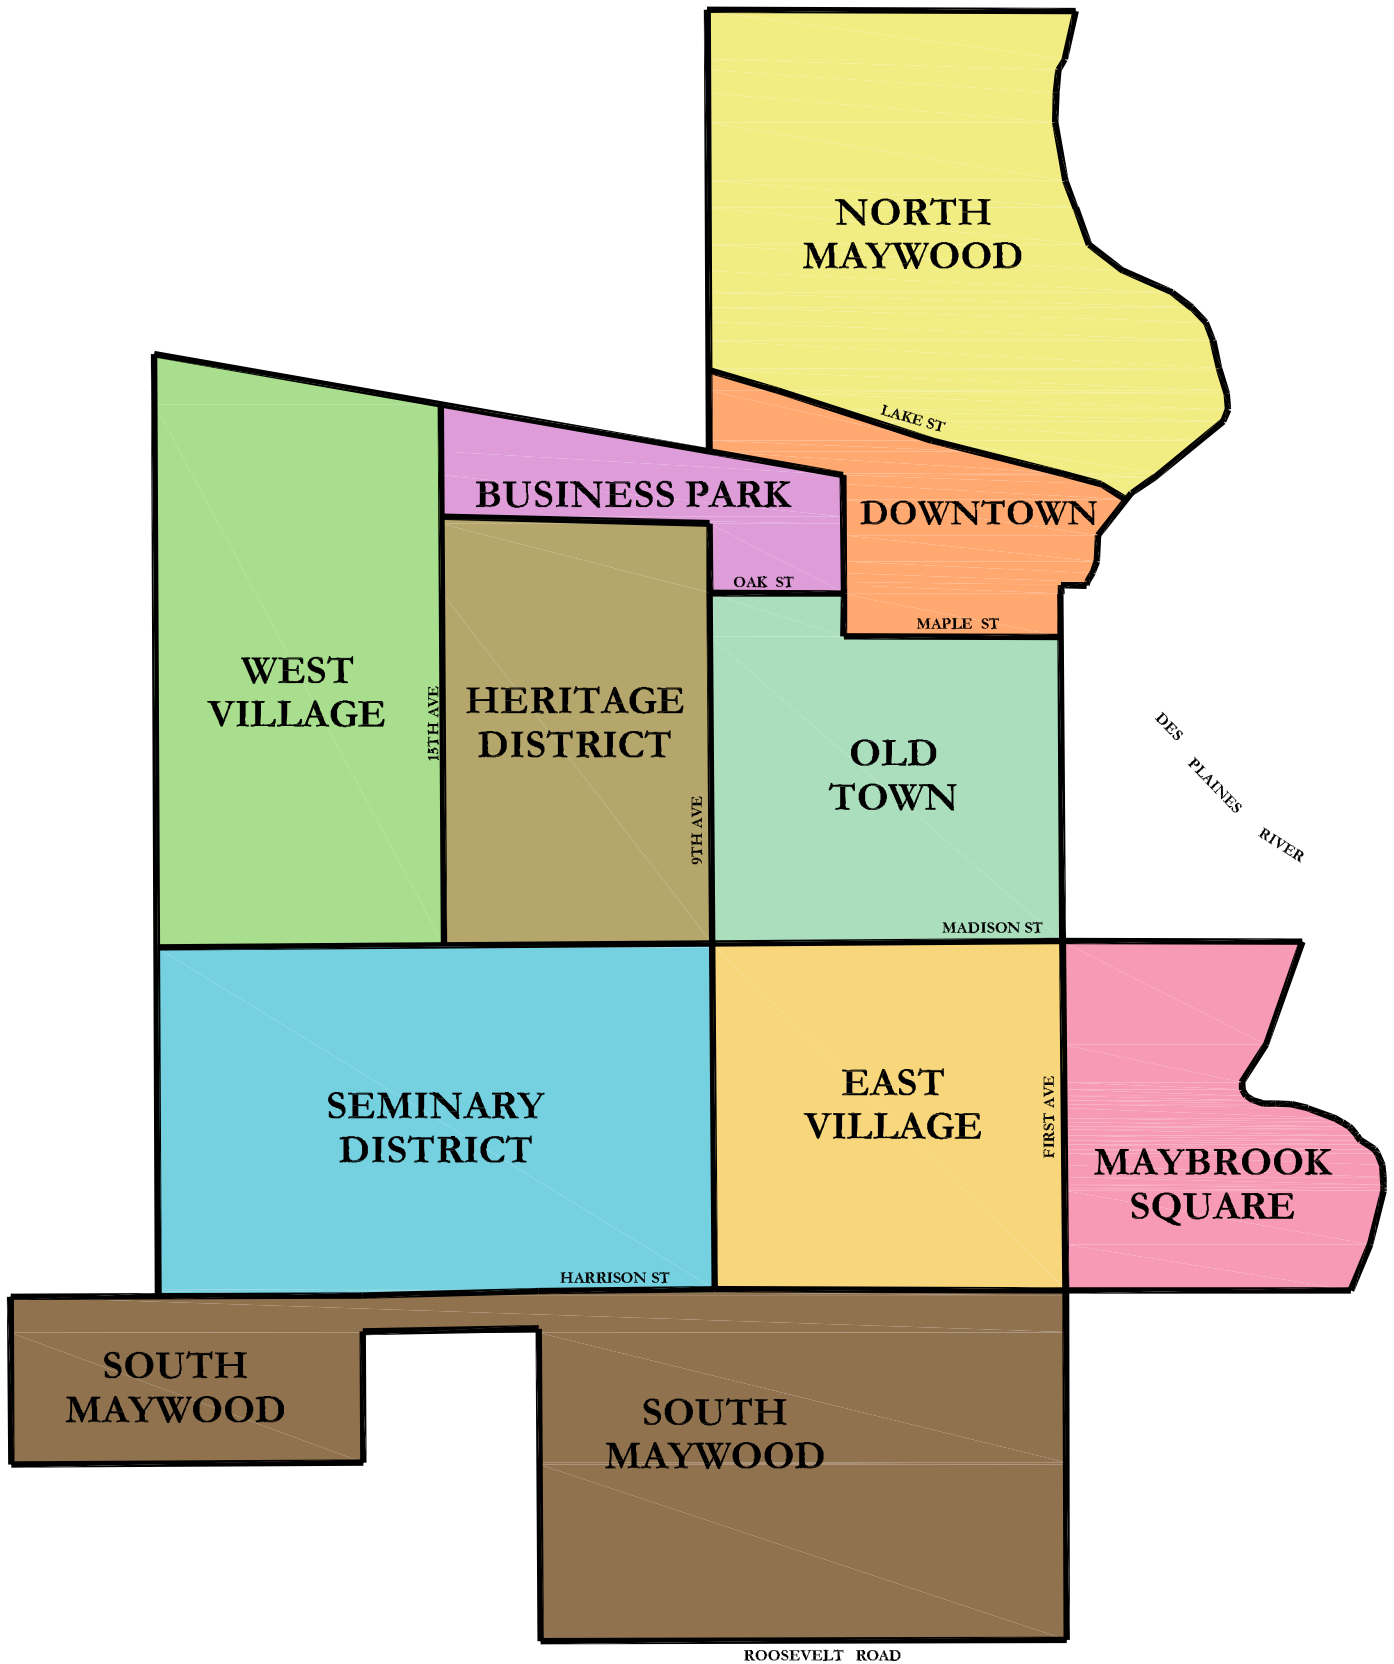 NORTH
MAYWOOD
LAKE ST
BUSINESS PARK
DOWNTOWN
OAK ST
MAPLE ST
WEST
VILLAGE
15TH AVE
HERITAGE
DISTRICT
9TH AVE
OLD
TOWN
DES PLAINES RIVER
MADISON ST
SEMINARY
DISTRICT
EAST
VILLAGE
FIRST AVE
MAYBROOK
SQUARE
HARRISON ST
SOUTH
MAYWOOD
SOUTH
MAYWOOD
ROOSEVELT ROAD